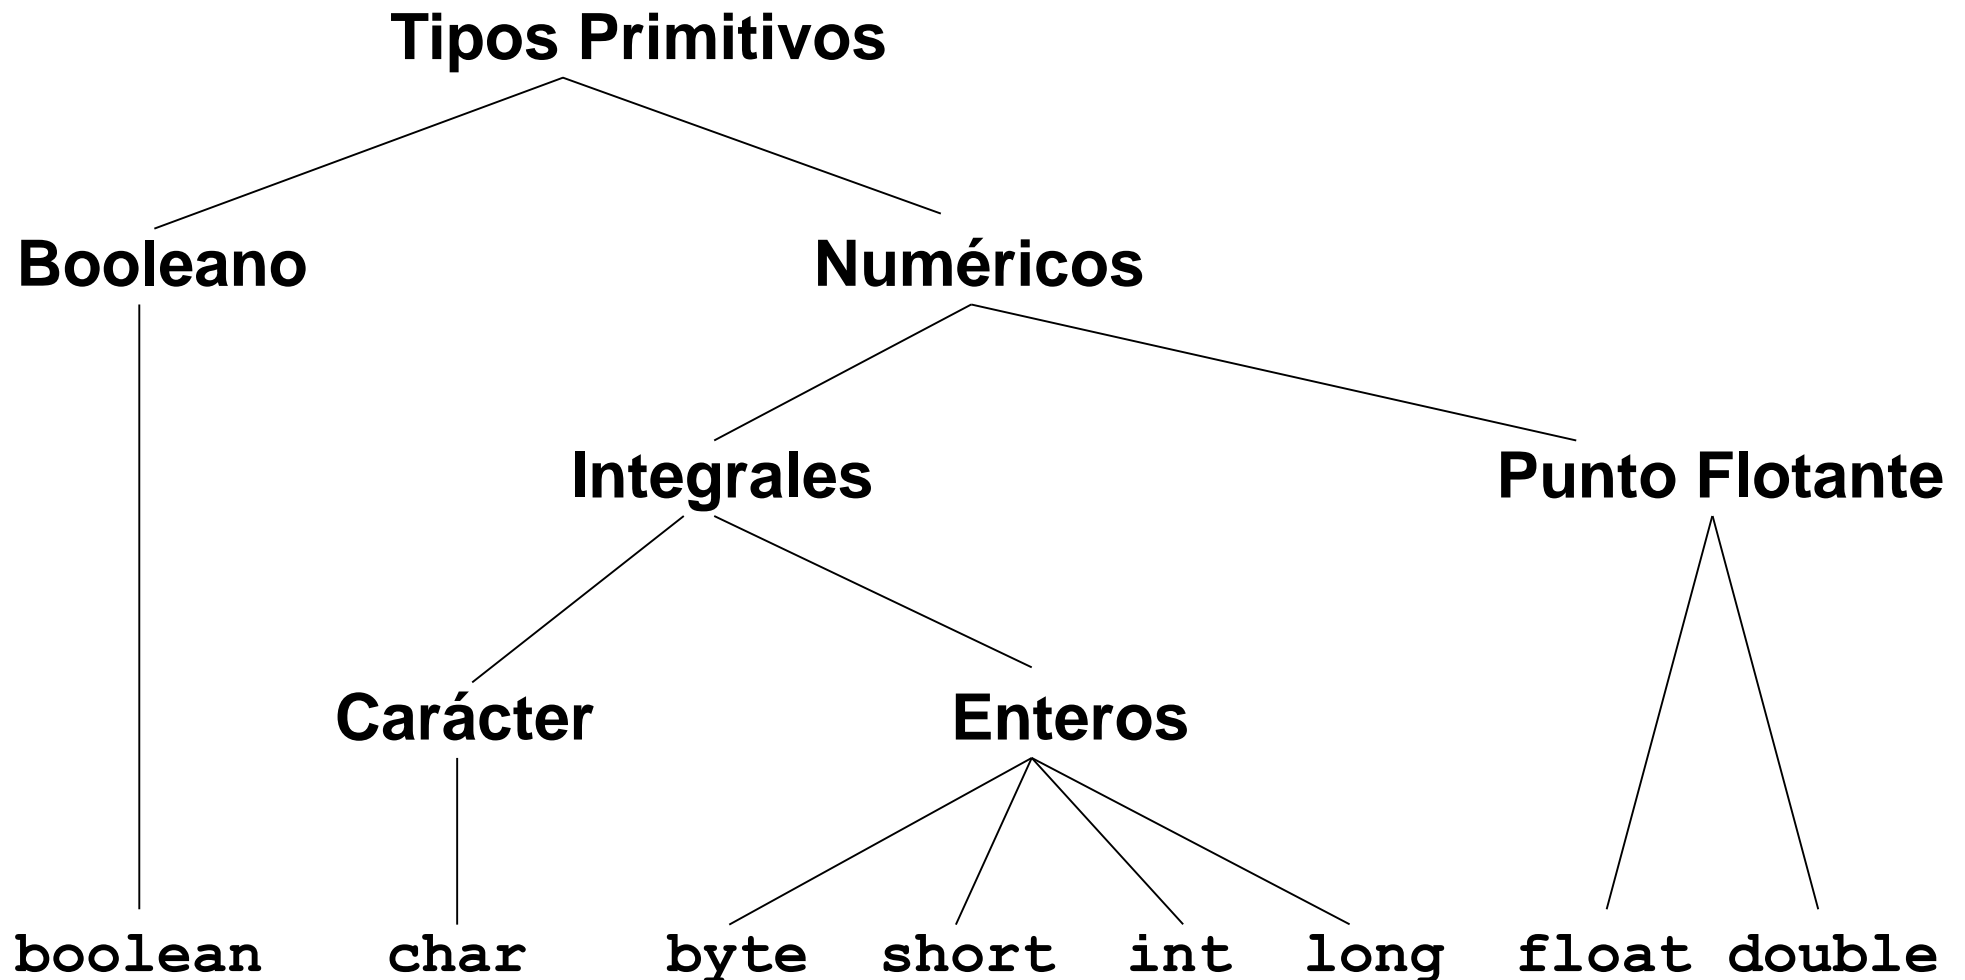 Tipos Primitivos
Booleano
Numéricos
Integrales
Punto Flotante
Carácter
Enteros
boolean
char
byte
short
int
long
float
double